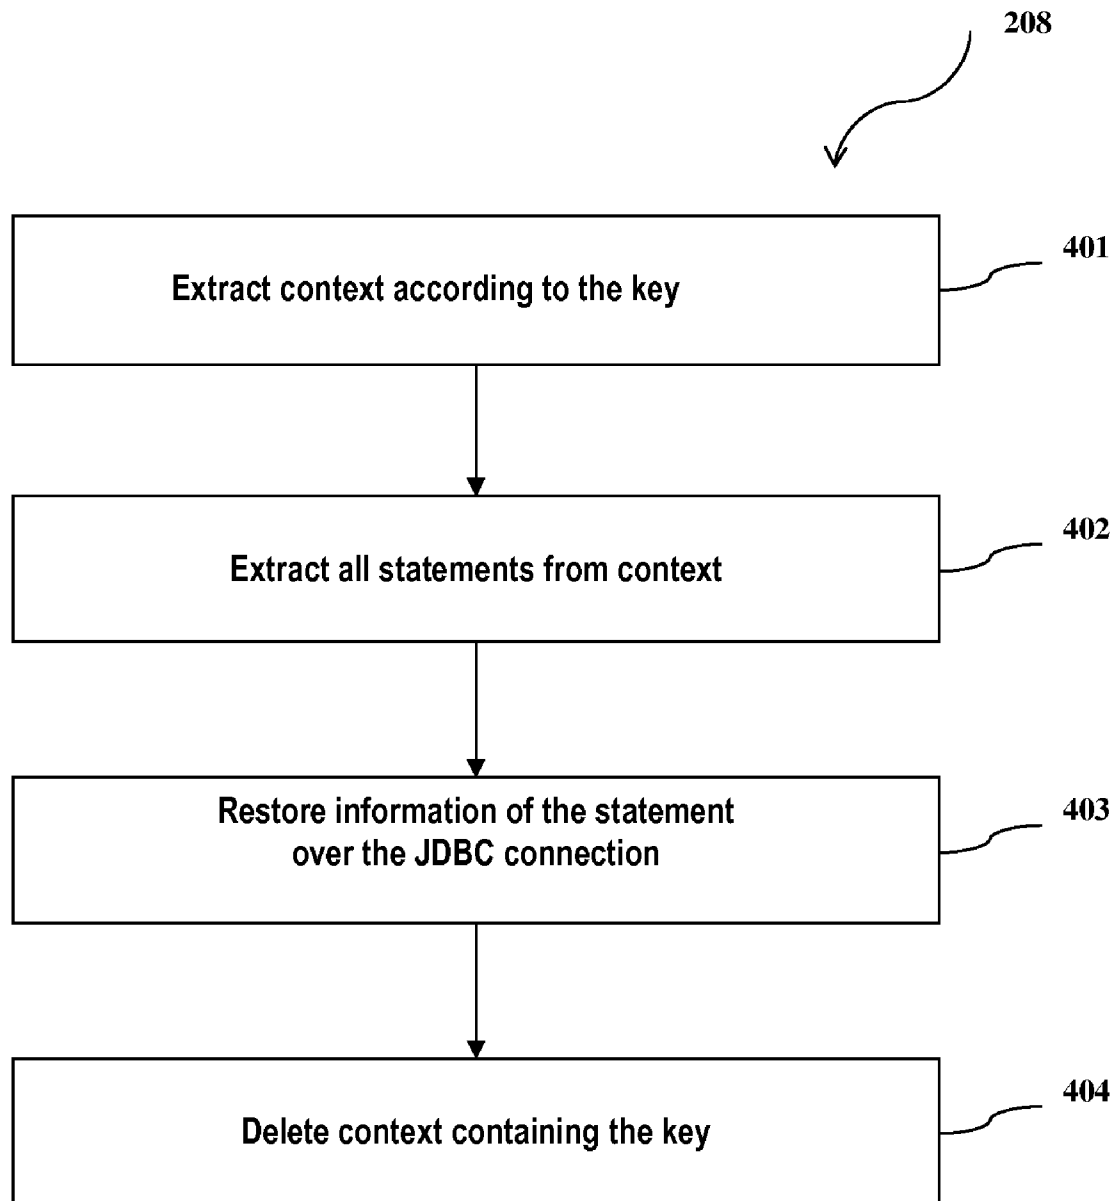 208
Extract context according to the key
401
Extract all statements from context
402
Restore information of the statement
over the JDBC connection
403
Delete context containing the key
404